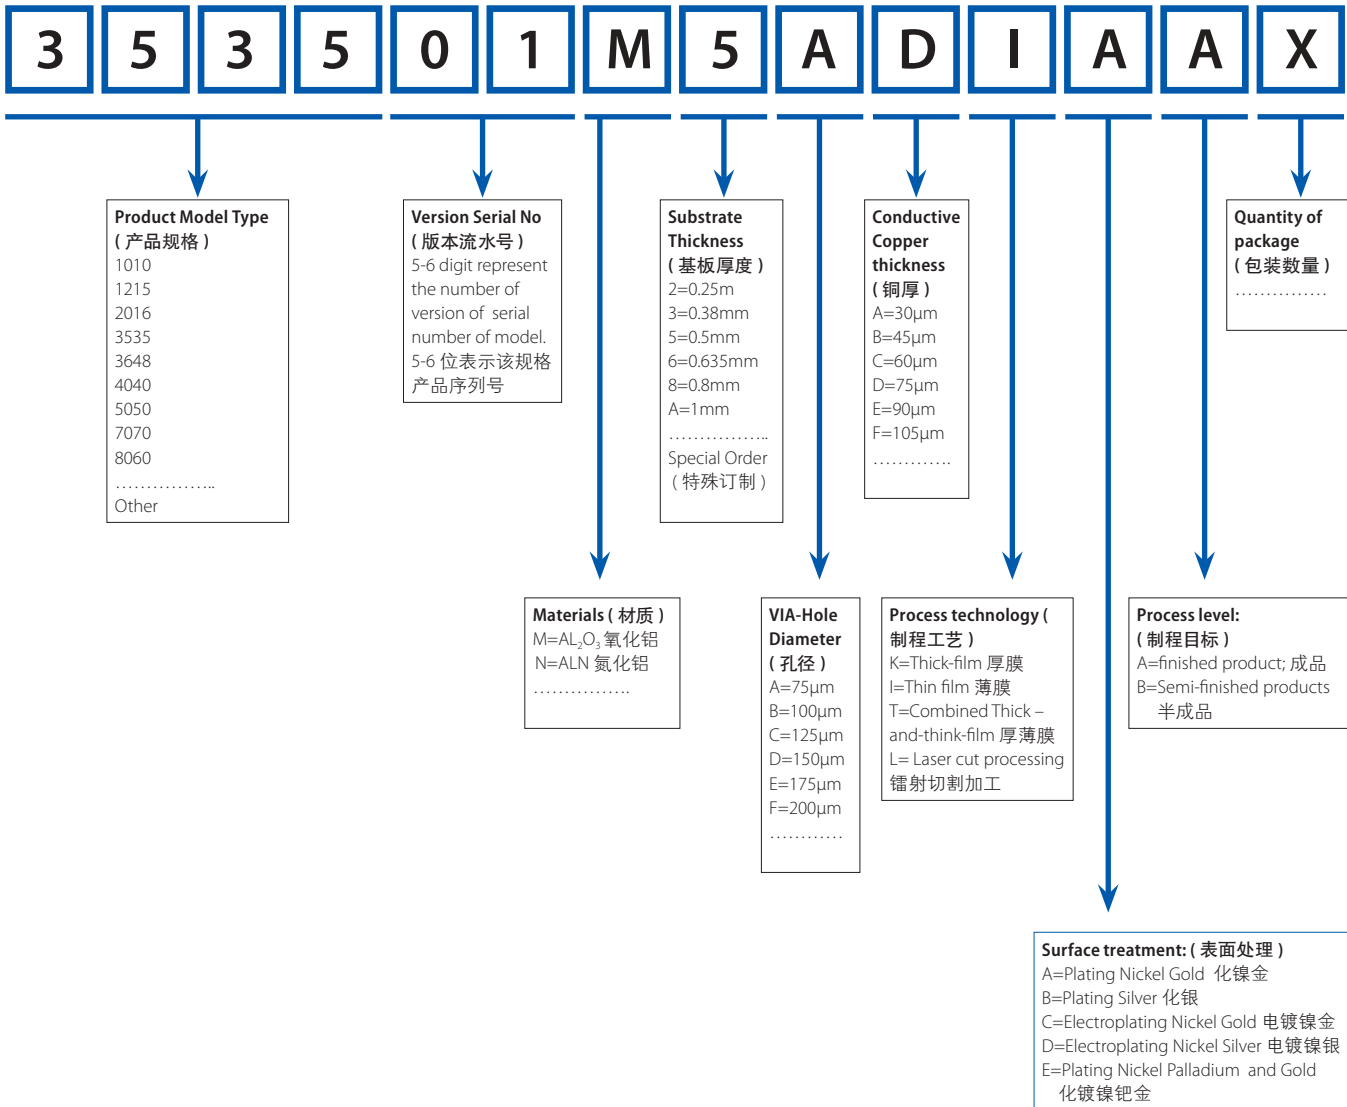 3 5 3 5 0 1 M 5 A D I A A X
Product Model Type
( 产品规格 )
1010
1215
2016
3535
3648
4040
5050
7070
8060
……………..
Other
Version Serial No
( 版本流水号 )
5-6 digit represent
the number of
version of serial
number of model.
5-6 位表示该规格
产品序列号
Substrate
Thickness
( 基板厚度 )
2=0.25m
3=0.38mm
5=0.5mm
6=0.635mm
8=0.8mm
A=1mm
……………..
Special Order
( 特殊订制 )
Conductive
Copper
thickness
( 铜厚 )
A=30μm
B=45μm
C=60μm
D=75μm
E=90μm
F=105μm
………….
Quantity of
package
( 包装数量 )
……………
Materials ( 材质 )
M=AL₂O₃ 氧化铝
N=ALN 氮化铝
…………….
VIA-Hole
Diameter
( 孔径 )
A=75μm
B=100μm
C=125μm
D=150μm
E=175μm
F=200μm
…………
Process technology (
制程工艺 )
K=Thick-film 厚膜
I=Thin film 薄膜
T=Combined Thick –
and-think-film 厚薄膜
L= Laser cut processing
镭射切割加工
Process level:
( 制程目标 )
A=finished product; 成品
B=Semi-finished products
半成品
Surface treatment: ( 表面处理 )
A=Plating Nickel Gold 化镍金
B=Plating Silver 化银
C=Electroplating Nickel Gold 电镀镍金
D=Electroplating Nickel Silver 电镀镍银
E=Plating Nickel Palladium and Gold
化镀镍钯金